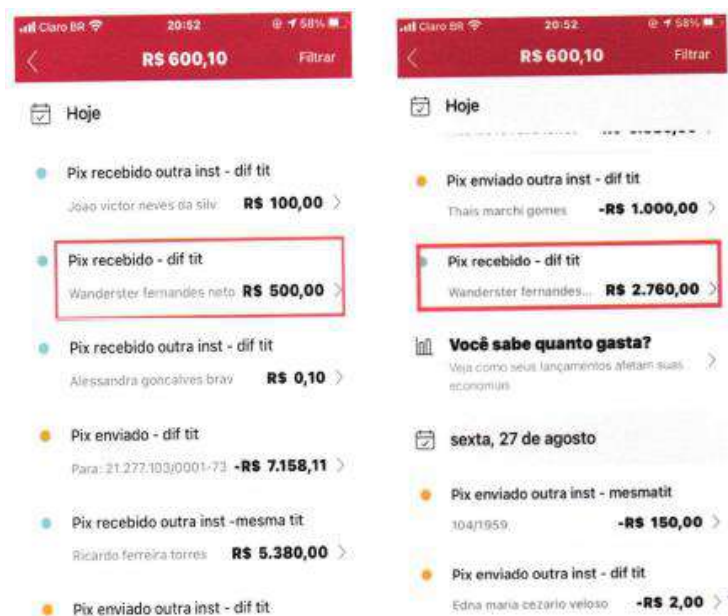 Claro BR 20:52 58%
R$ 600,10 Filtrar
Hoje
Pix recebido outra inst - dif tit
Joao victor neves da silv R$ 100,00
Pix recebido - dif tit
Wanderster fernandes neto R$ 500,00
Pix recebido outra inst - dif tit
Alessandra goncalves brav R$ 0,10
Pix enviado - dif tit
Para: 21.277.103/0001-73 -R$ 7.158,11
Pix recebido outra inst -mesma tit
Ricardo ferreira torres R$ 5.380,00
Pix enviado outra inst - dif tit
Claro BR 20:52 58%
R$ 600,10 Filtrar
Hoje
Pix enviado outra inst - dif tit
Thais marchi gomes -R$ 1.000,00
Pix recebido - dif tit
Wanderster fernandes... R$ 2.760,00
Você sabe quanto gasta?
Veja como seus lançamentos afetam suas
economias
sexta, 27 de agosto
Pix enviado outra inst - mesmatit
104/1959 -R$ 150,00
Pix enviado outra inst - dif tit
Edna maria cezario veloso -R$ 2,00